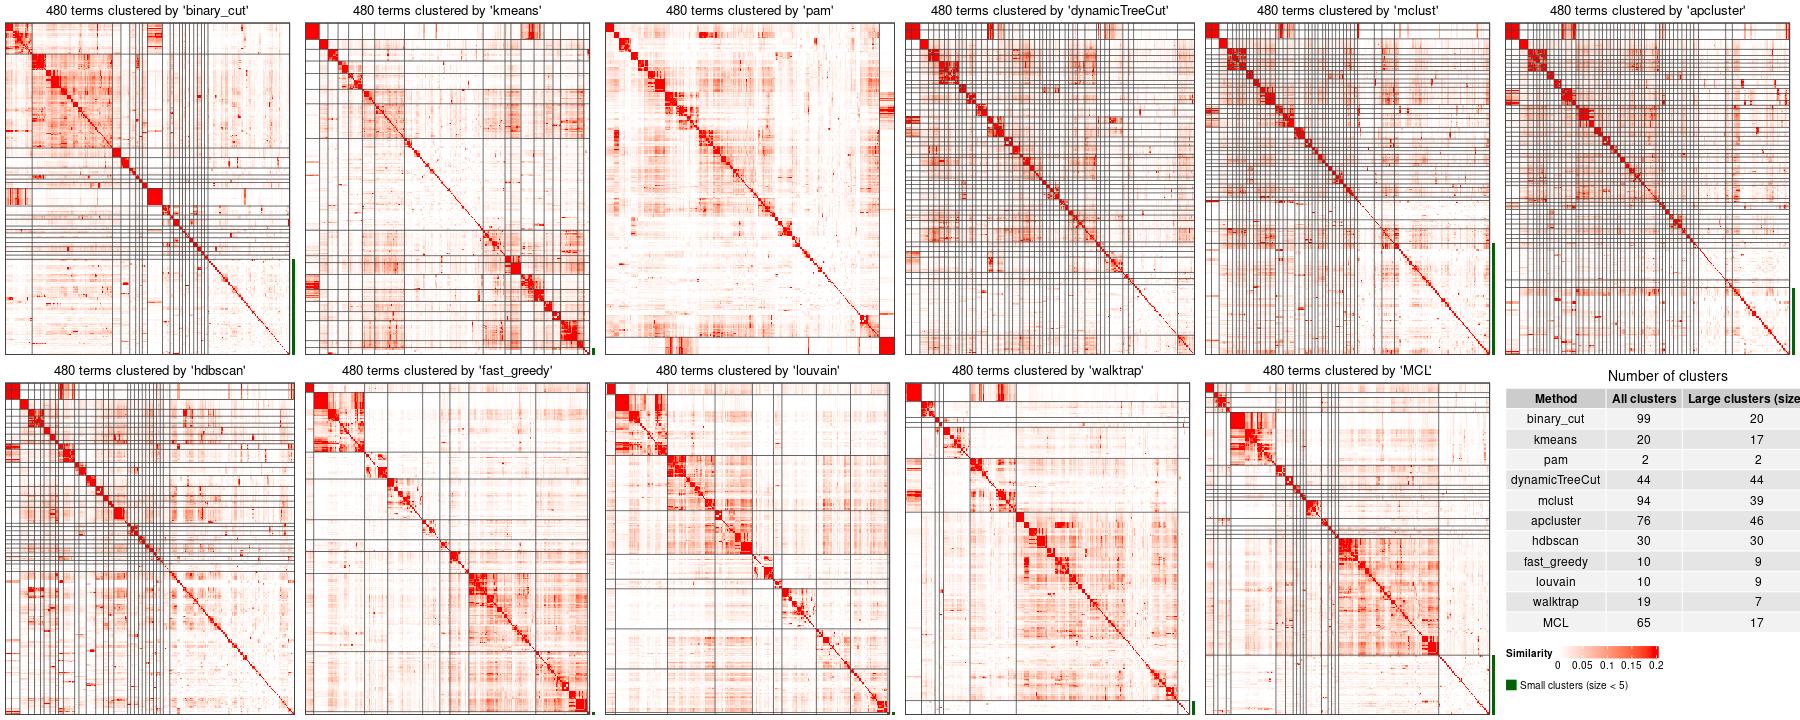 480 terms clustered by 'binary_cut'
480 terms clustered by 'kmeans'
480 terms clustered by 'pam'
480 terms clustered by 'dynamicTreeCut'
480 terms clustered by 'mclust'
480 terms clustered by 'apcluster'
480 terms clustered by 'hdbscan'
480 terms clustered by 'fast_greedy'
480 terms clustered by 'louvain'
480 terms clustered by 'walktrap'
480 terms clustered by 'MCL'
Number of clusters
Method All clusters Large clusters (size
binary_cut 99 20
kmeans 20 17
pam 2 2
dynamicTreeCut 44 44
mclust 94 39
apcluster 76 46
hdbscan 30 30
fast_greedy 10 9
louvain 10 9
walktrap 19 7
MCL 65 17
Similarity
0 0.05 0.1 0.15 0.2
Small clusters (size < 5)